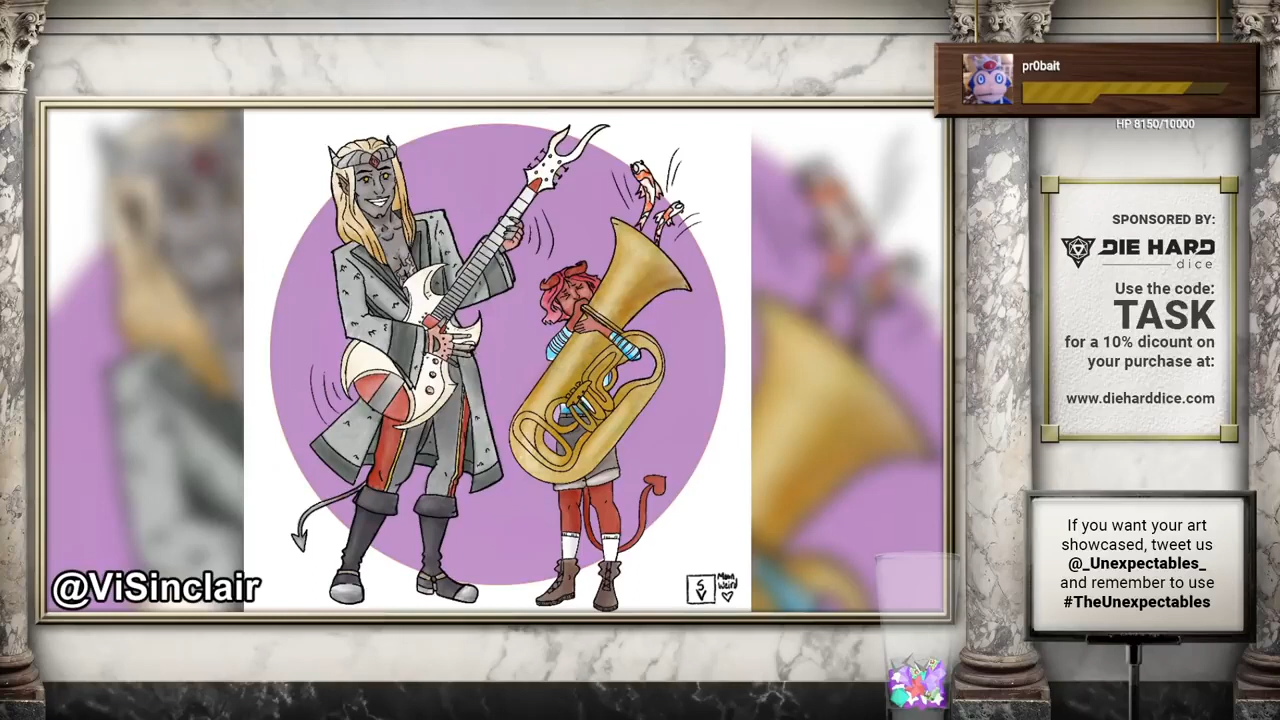 pr0bait
HP 8150/10000
SPONSORED BY:
DIE HARD
dice
Use the code:
TASK
for a 10% dicount on
your purchase at:
www.dieharddice.com
If you want your art
showcased, tweet us
@_Unexpectables_
and remember to use
#TheUnexpectables
@ViSinclair
S
V